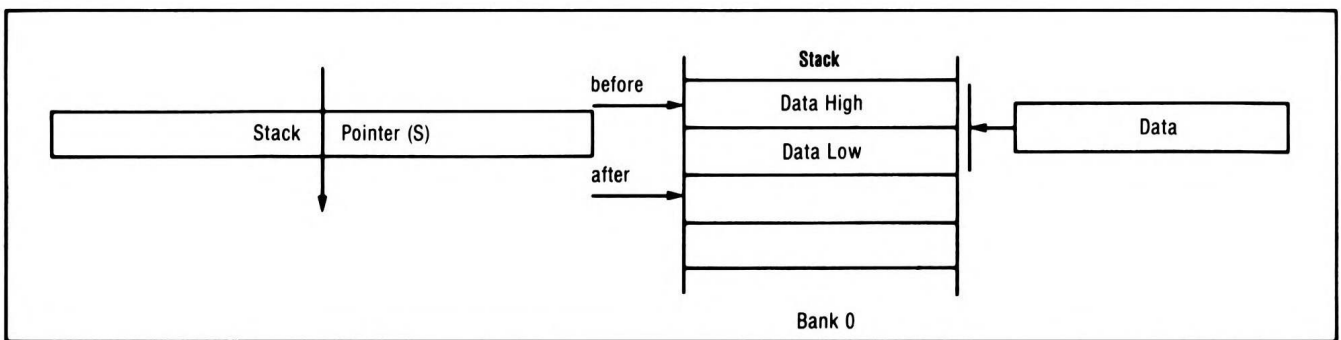 Stack
before
Data High
Stack Pointer (S)
Data
Data Low
after
Bank 0